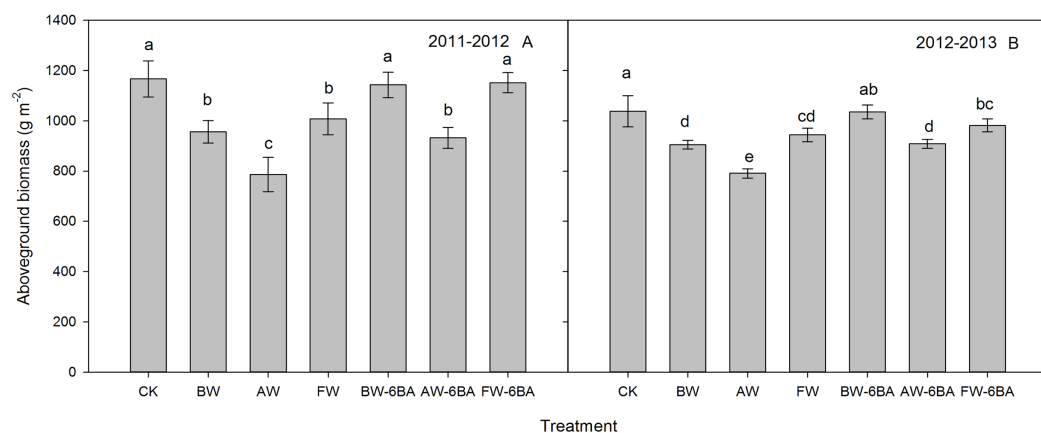 1400
1200
1000
800
600
400
200
0
Aboveground biomass (g m-2)
2011-2012 A
a
b
c
b
a
b
a
CK BW AW FW BW-6BA AW-6BA FW-6BA
2012-2013 B
a
d
e
cd
ab
d
bc
CK BW AW FW BW-6BA AW-6BA FW-6BA
Treatment